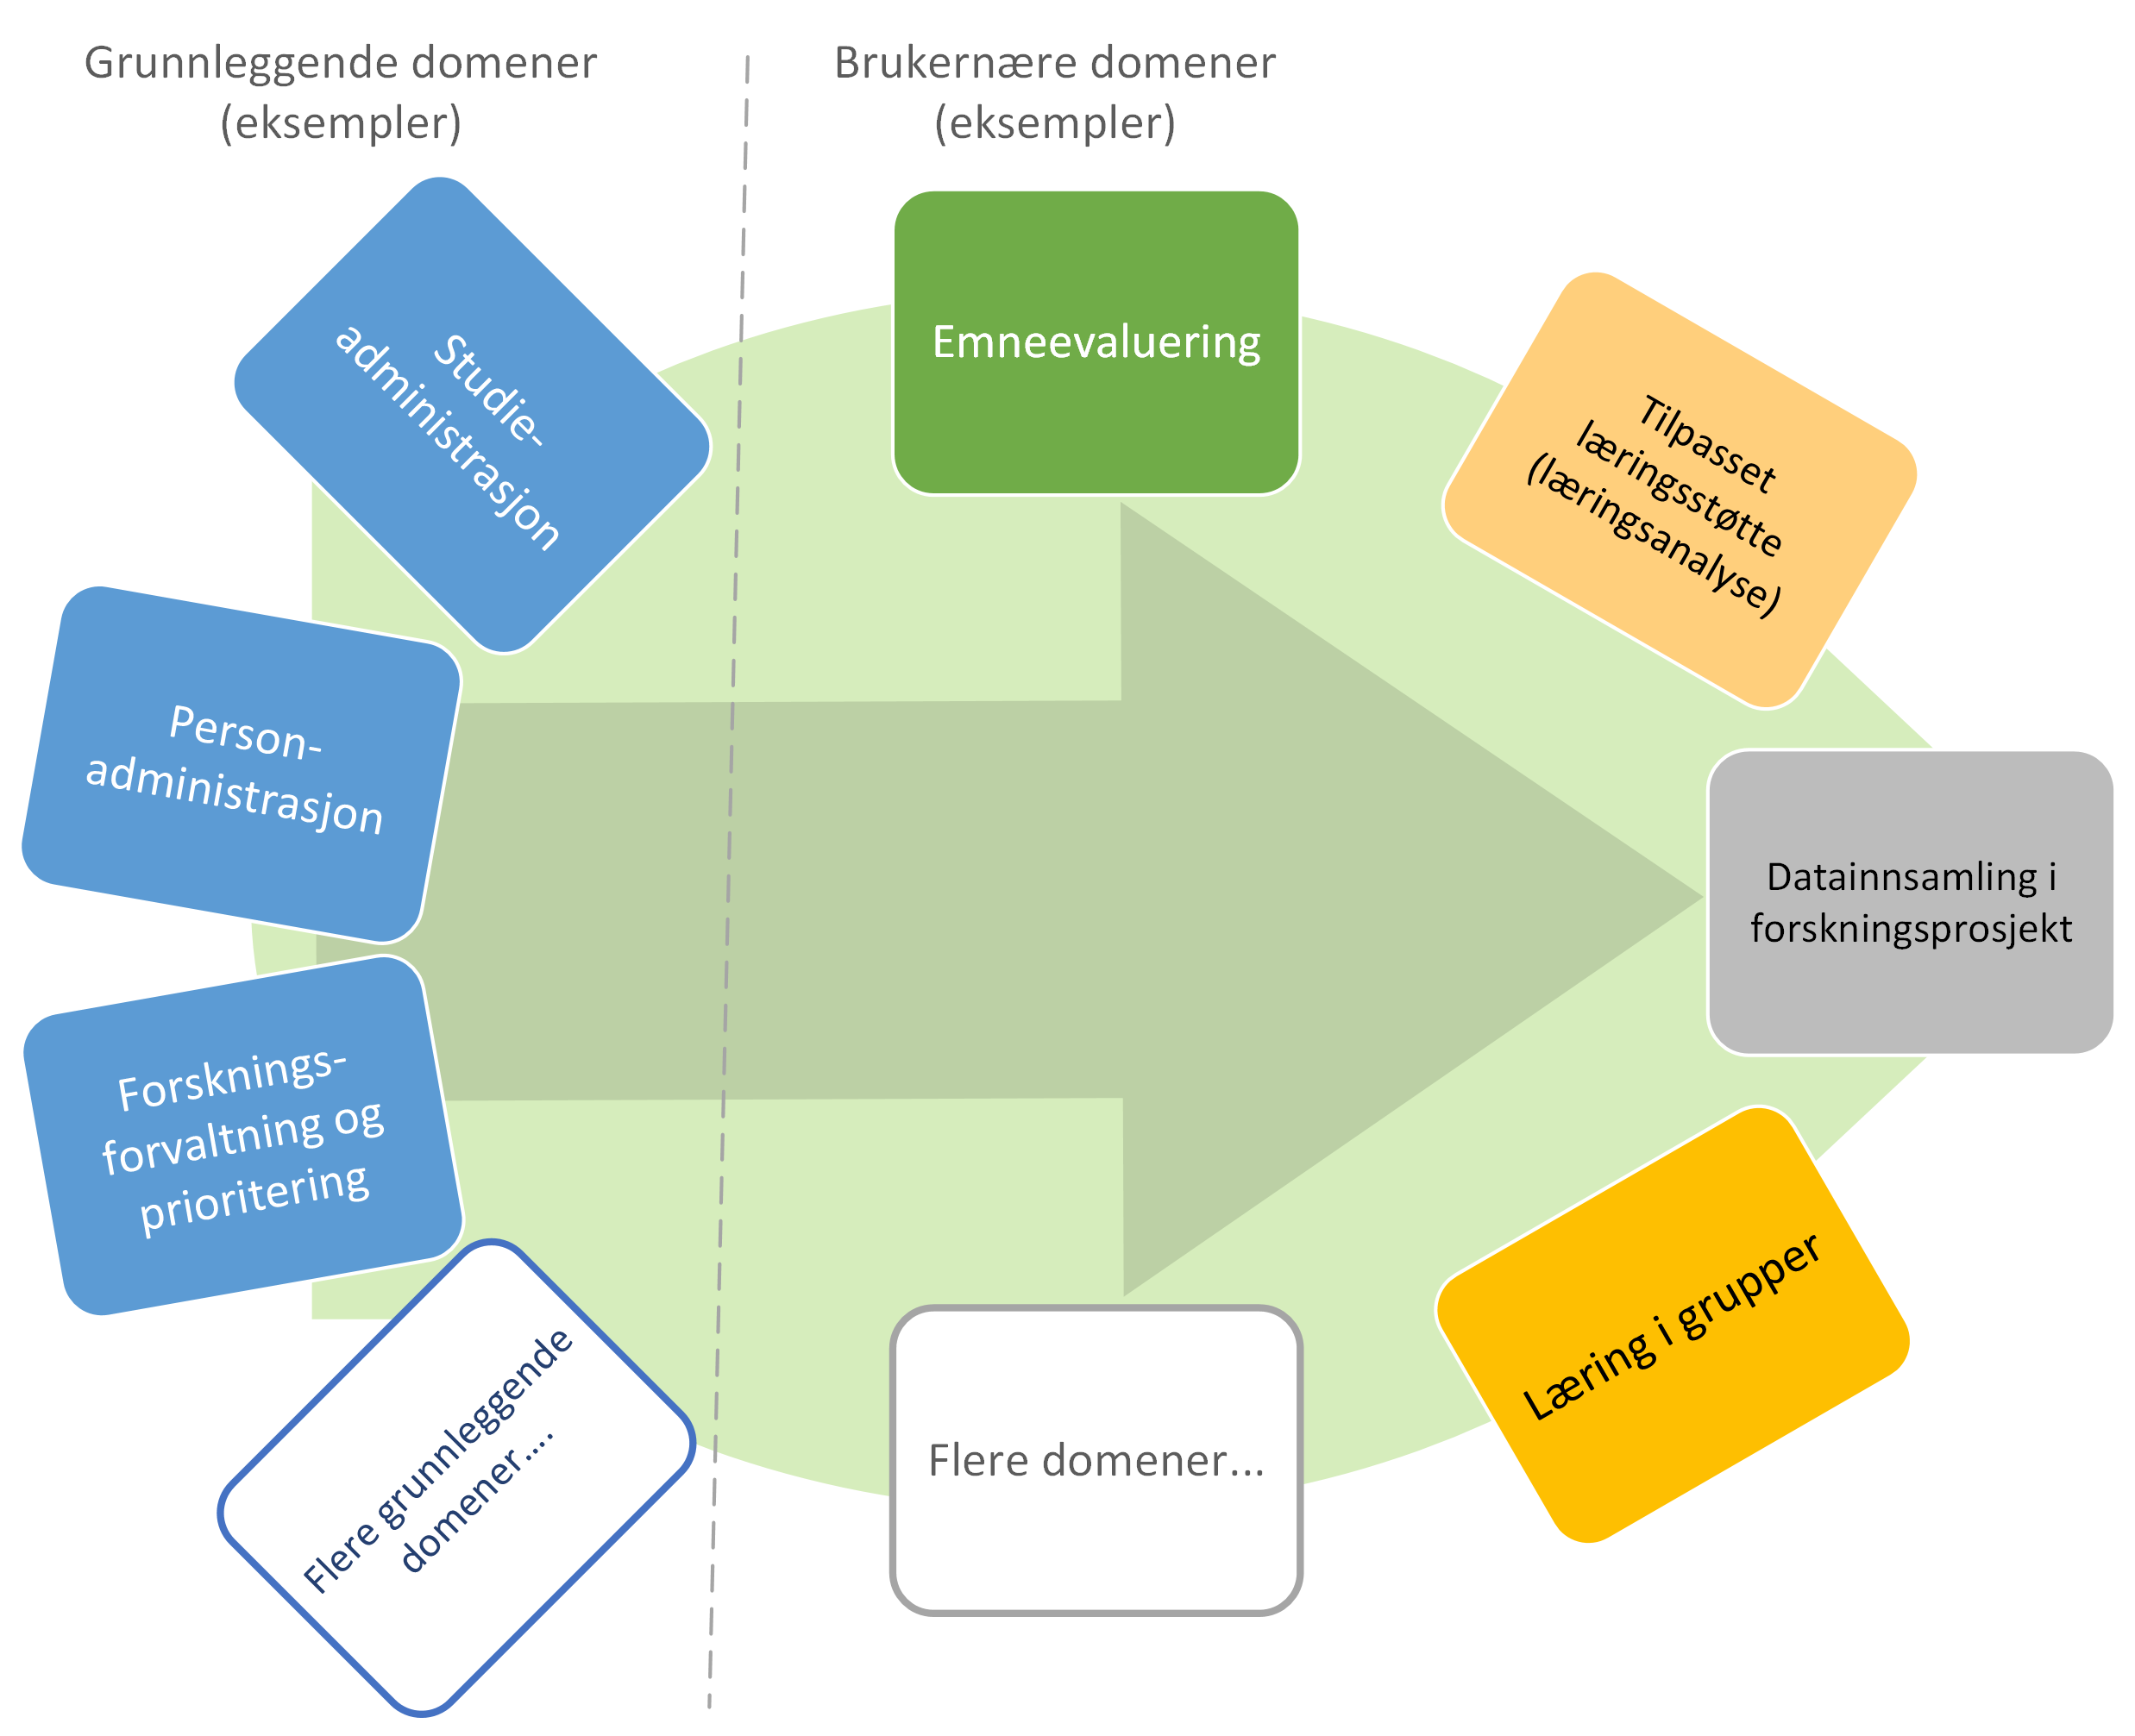 Grunnleggende domener
(eksempler)
Brukernære domener
(eksempler)
Studie-
administrasjon
Person-
administrasjon
Forsknings-
forvaltning og
prioritering
Flere grunnleggende
domener....
Emneevaluering
Tilpasset
læringsstøtte
(læringsanalyse)
Datainnsamling i
forskningsprosjekt
Læring i grupper
Flere domener...